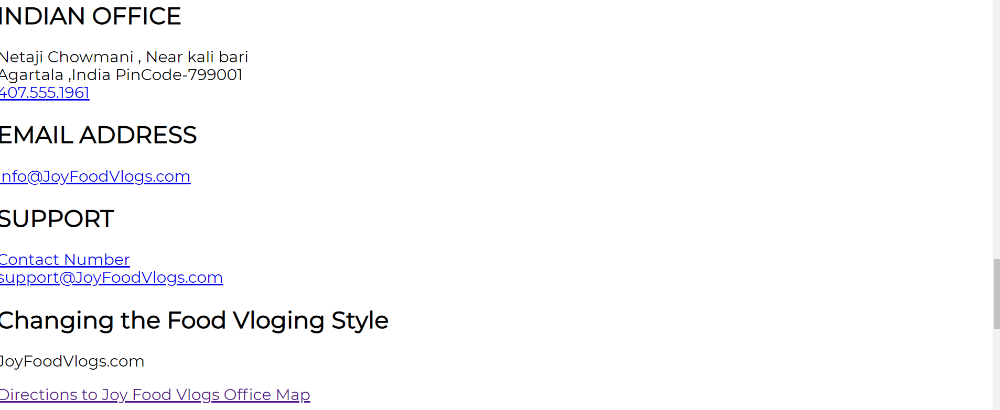 INDIAN OFFICE
Netaji Chowmani , Near kali bari
Agartala ,India PinCode-799001
407.555.1961
EMAIL ADDRESS
info@JoyFoodVlogs.com
SUPPORT
Contact Number
support@JoyFoodVlogs.com
Changing the Food Vloging Style
JoyFoodVlogs.com
Directions to Joy Food Vlogs Office Map